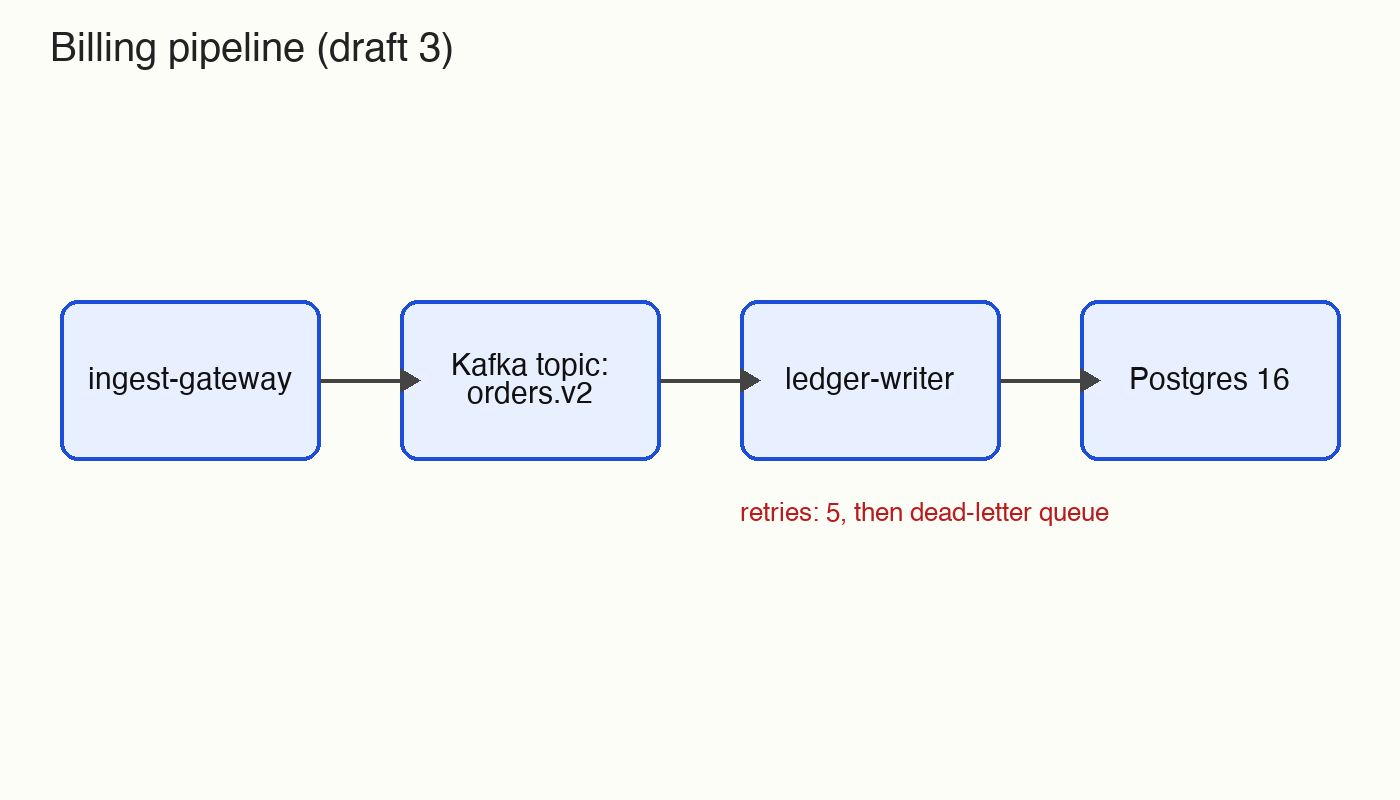 Billing pipeline (draft 3)
ingest-gateway
Kafka topic:
orders.v2
ledger-writer
Postgres 16
retries: 5, then dead-letter queue